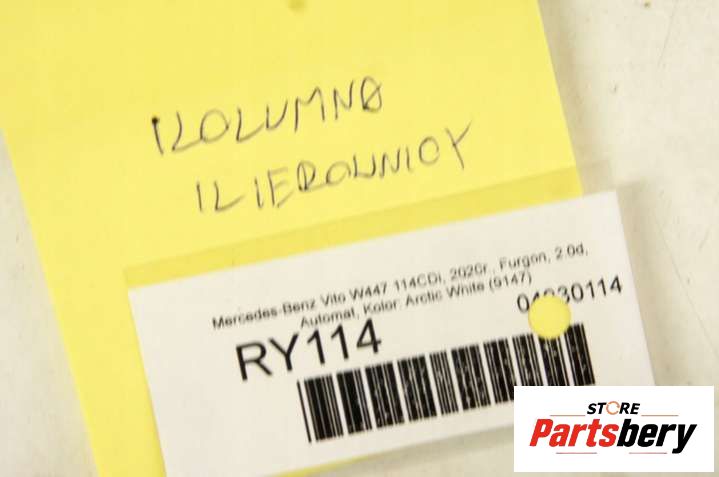 KOLUMNA
KIEROWNICY
Mercedes-Benz Vito W447 114CDi, 2020r., Furgon, 2.0d,
Automat, Kolor: Arctic White (9147)
RY114
STORE
Partsbery